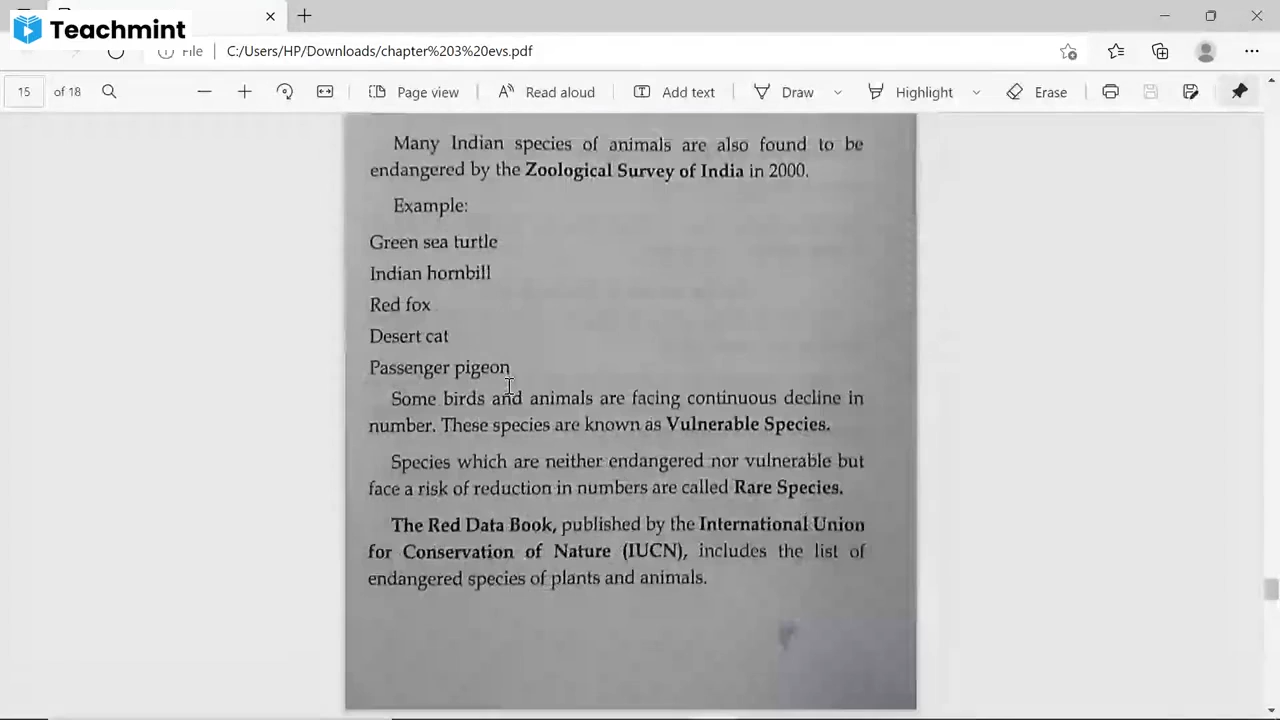 Teachmint
File
C:/Users/HP/Downloads/chapter%203%20evs.pdf
15 of 18 Page view Read aloud Add text Draw Highlight Erase
Many Indian species of animals are also found to be
endangered by the Zoological Survey of India in 2000.
Example:
Green sea turtle
Indian hornbill
Red fox
Desert cat
Passenger pigeon
Some birds and animals are facing continuous decline in
number. These species are known as Vulnerable Species.
Species which are neither endangered nor vulnerable but
face a risk of reduction in numbers are called Rare Species.
The Red Data Book, published by the International Union
for Conservation of Nature (IUCN), includes the list of
endangered species of plants and animals.